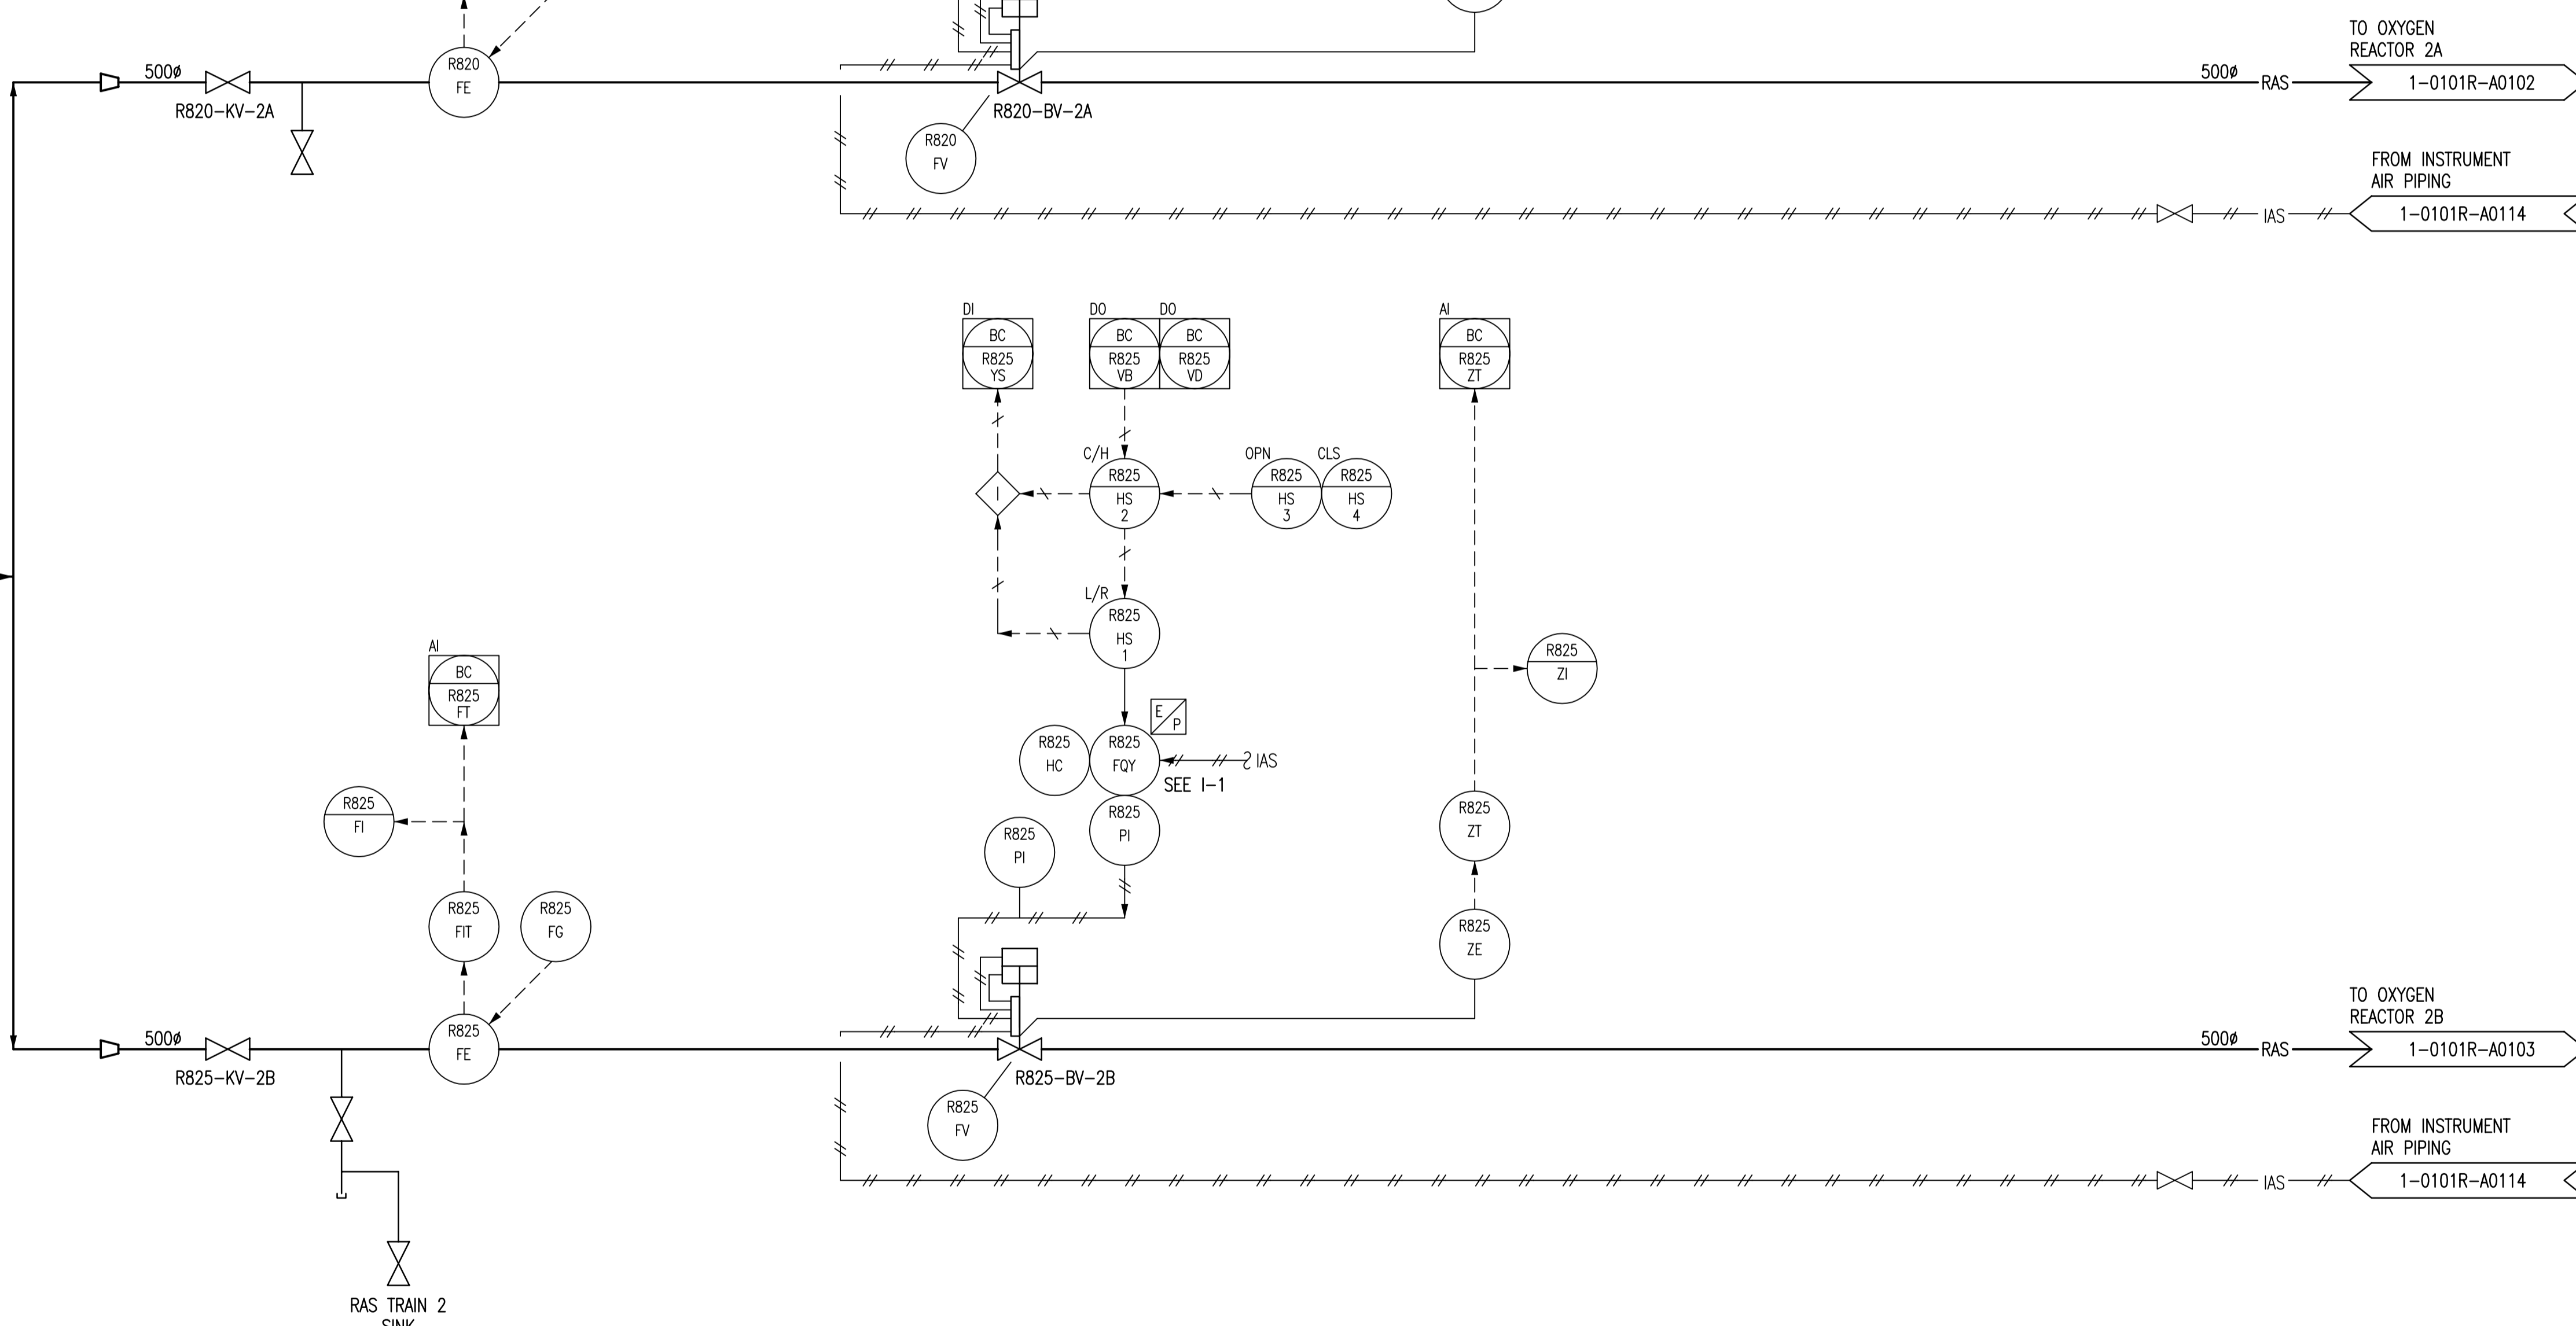 TO OXYGEN
REACTOR 2A
500ø
R820
FE
500ø
RAS
1-0101R-A0102
R820-KV-2A
R820-BV-2A
R820
FV
FROM INSTRUMENT
AIR PIPING
IAS
1-0101R-A0114
DI
BC
R825
YS
DO
BC
R825
VB
DO
BC
R825
VD
AI
BC
R825
ZT
C/H
R825
HS
2
OPN
R825
HS
3
CLS
R825
HS
4
I
L/R
R825
HS
1
R825
ZI
AI
BC
R825
FT
E
P
R825
HC
R825
FQY
IAS
SEE I-1
R825
FI
R825
PI
R825
PI
R825
ZT
R825
FIT
R825
FG
R825
ZE
TO OXYGEN
REACTOR 2B
500ø
R825
FE
500ø
RAS
1-0101R-A0103
R825-KV-2B
R825-BV-2B
R825
FV
FROM INSTRUMENT
AIR PIPING
IAS
1-0101R-A0114
RAS TRAIN 2
SINK